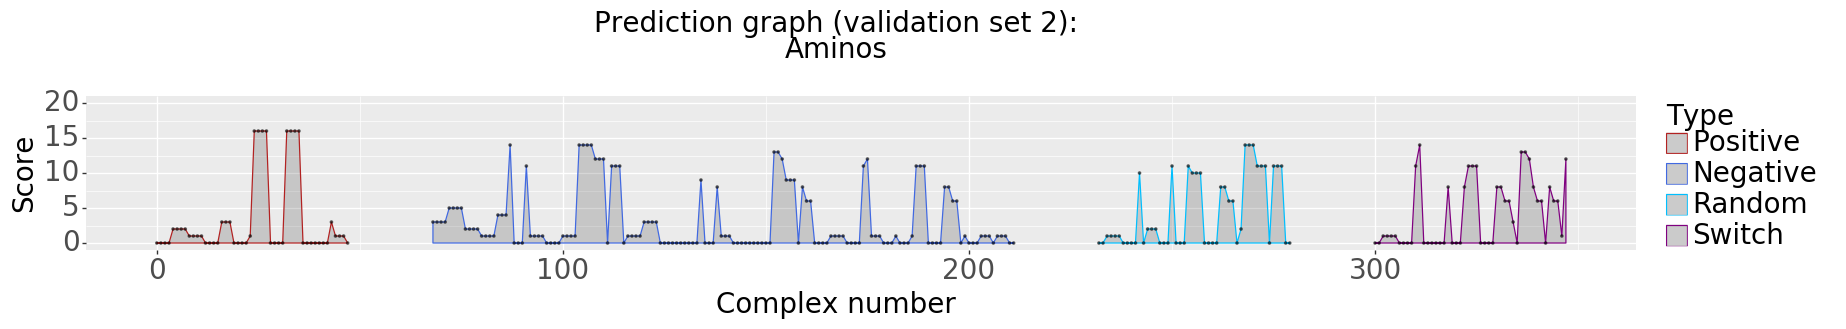 Prediction graph (validation set 2):
Aminos
20
15
10
5
0
Score
0 100 200 300
Complex number
Type
Positive
Negative
Random
Switch